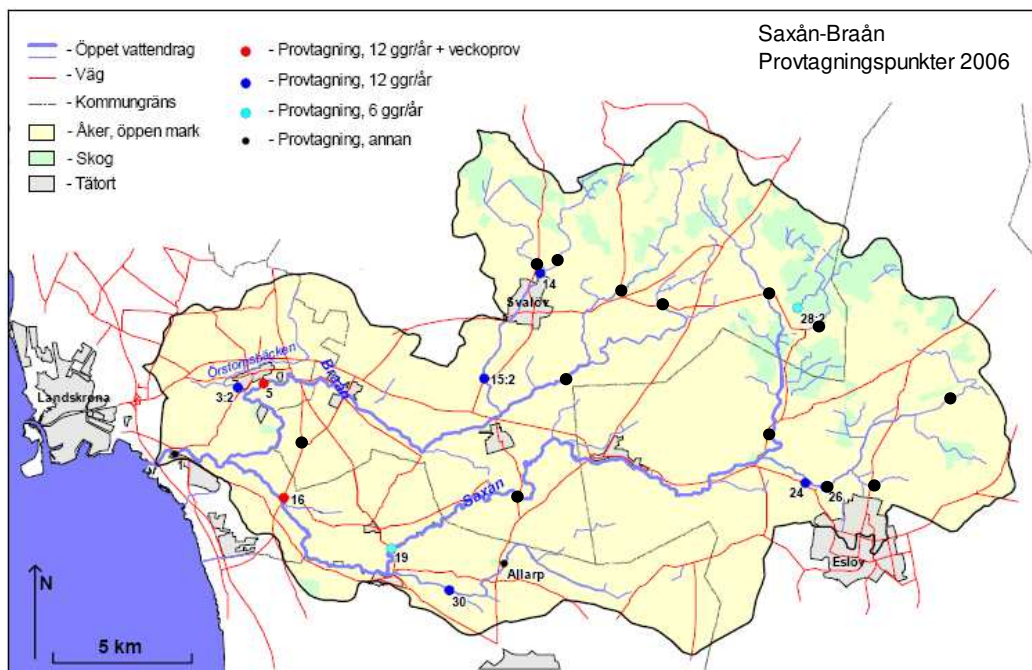 Saxån-Braån
Provtagningspunkter 2006
- Öppet vattendrag
- Väg
- Kommungräns
- Åker, öppen mark
- Skog
- Tätort
- Provtagning, 12 ggr/år + veckoprov
- Provtagning, 12 ggr/år
- Provtagning, 6 ggr/år
- Provtagning, annan
14
Svalöv
28:2
Örstorpsbäcken
Braån
15:2
3:2
5
Landskrona
1
16
Saxån
24
26
19
Allarp
Eslöv
30
N
5 km